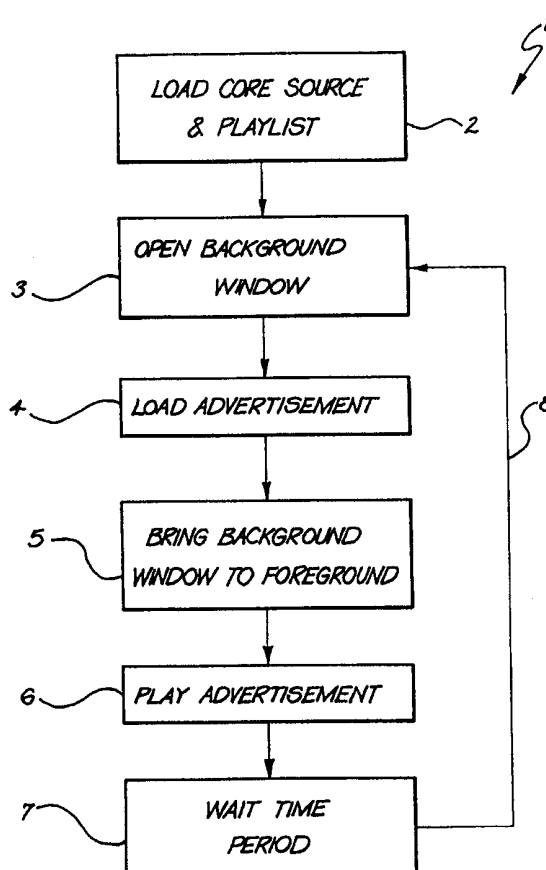 LOAD CORE SOURCE
& PLAYLIST
2
OPEN BACKGROUND
WINDOW
3
LOAD ADVERTISEMENT
4
BRING BACKGROUND
WINDOW TO FOREGROUND
5
PLAY ADVERTISEMENT
6
WAIT TIME
PERIOD
7